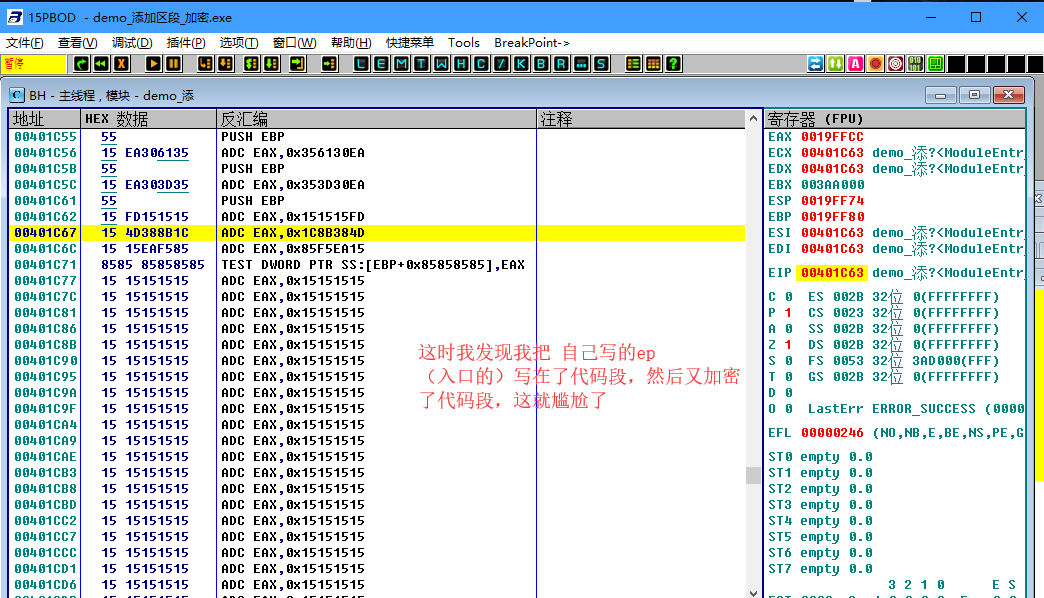 15PBOD - demo_添加区段_加密.exe
文件(F) 查看(V) 调试(D) 插件(P) 选项(T) 窗口(W) 帮助(H) 快捷菜单 Tools BreakPoint->
暂停 L E M T W H C / K B R ... S ?
BH - 主线程 , 模块 - demo_添
地址 HEX 数据 反汇编 注释 寄存器 (FPU)
00401C55 55 PUSH EBP
00401C56 15 EA306135 ADC EAX,0x356130EA
00401C5B 55 PUSH EBP
00401C5C 15 EA303D35 ADC EAX,0x353D30EA
00401C61 55 PUSH EBP
00401C62 15 FD151515 ADC EAX,0x151515FD
00401C67 15 4D388B1C ADC EAX,0x1C8B384D
00401C6C 15 15EAF585 ADC EAX,0x85F5EA15
00401C71 8585 85858585 TEST DWORD PTR SS:[EBP+0x85858585],EAX
00401C77 15 15151515 ADC EAX,0x15151515
00401C7C 15 15151515 ADC EAX,0x15151515
00401C81 15 15151515 ADC EAX,0x15151515
00401C86 15 15151515 ADC EAX,0x15151515
00401C8B 15 15151515 ADC EAX,0x15151515
00401C90 15 15151515 ADC EAX,0x15151515
00401C95 15 15151515 ADC EAX,0x15151515
00401C9A 15 15151515 ADC EAX,0x15151515
00401C9F 15 15151515 ADC EAX,0x15151515
00401CA4 15 15151515 ADC EAX,0x15151515
00401CA9 15 15151515 ADC EAX,0x15151515
00401CAE 15 15151515 ADC EAX,0x15151515
00401CB3 15 15151515 ADC EAX,0x15151515
00401CB8 15 15151515 ADC EAX,0x15151515
00401CBD 15 15151515 ADC EAX,0x15151515
00401CC2 15 15151515 ADC EAX,0x15151515
00401CC7 15 15151515 ADC EAX,0x15151515
00401CCC 15 15151515 ADC EAX,0x15151515
00401CD1 15 15151515 ADC EAX,0x15151515
00401CD6 15 15151515 ADC EAX,0x15151515
这时我发现我把 自己写的ep
（入口的）写在了代码段，然后又加密
了代码段，这就尴尬了
EAX 0019FFCC
ECX 00401C63 demo_添?<ModuleEntr
EDX 00401C63 demo_添?<ModuleEntr
EBX 003AA000
ESP 0019FF74
EBP 0019FF80
ESI 00401C63 demo_添?<ModuleEntr
EDI 00401C63 demo_添?<ModuleEntr
EIP 00401C63 demo_添?<ModuleEntr
C 0 ES 002B 32位 0(FFFFFFFF)
P 1 CS 0023 32位 0(FFFFFFFF)
A 0 SS 002B 32位 0(FFFFFFFF)
Z 1 DS 002B 32位 0(FFFFFFFF)
S 0 FS 0053 32位 3AD000(FFF)
T 0 GS 002B 32位 0(FFFFFFFF)
D 0
O 0 LastErr ERROR_SUCCESS (0000
EFL 00000246 (NO,NB,E,BE,NS,PE,G
ST0 empty 0.0
ST1 empty 0.0
ST2 empty 0.0
ST3 empty 0.0
ST4 empty 0.0
ST5 empty 0.0
ST6 empty 0.0
ST7 empty 0.0
3 2 1 0 E S